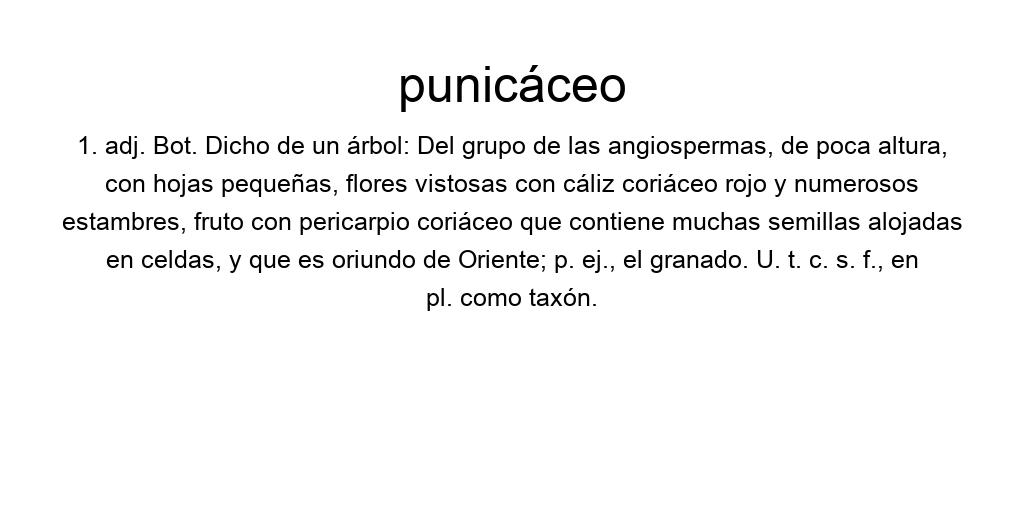 punicáceo
1. adj. Bot. Dicho de un árbol: Del grupo de las angiospermas, de poca altura,
con hojas pequeñas, flores vistosas con cáliz coriáceo rojo y numerosos
estambres, fruto con pericarpio coriáceo que contiene muchas semillas alojadas
en celdas, y que es oriundo de Oriente; p. ej., el granado. U. t. c. s. f., en
pl. como taxón.